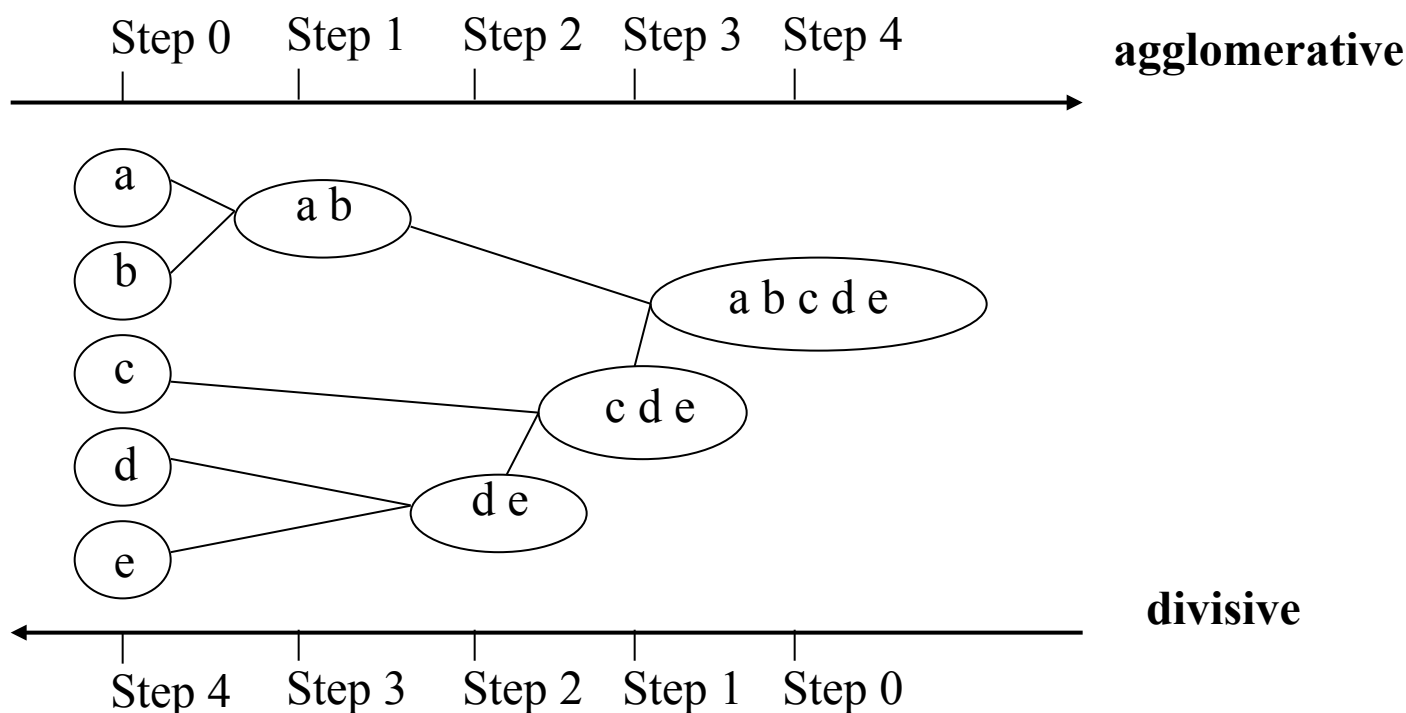 Step 0 Step 1 Step 2 Step 3 Step 4
agglomerative
a
a b
b
a b c d e
c
c d e
d
d e
e
divisive
Step 4 Step 3 Step 2 Step 1 Step 0